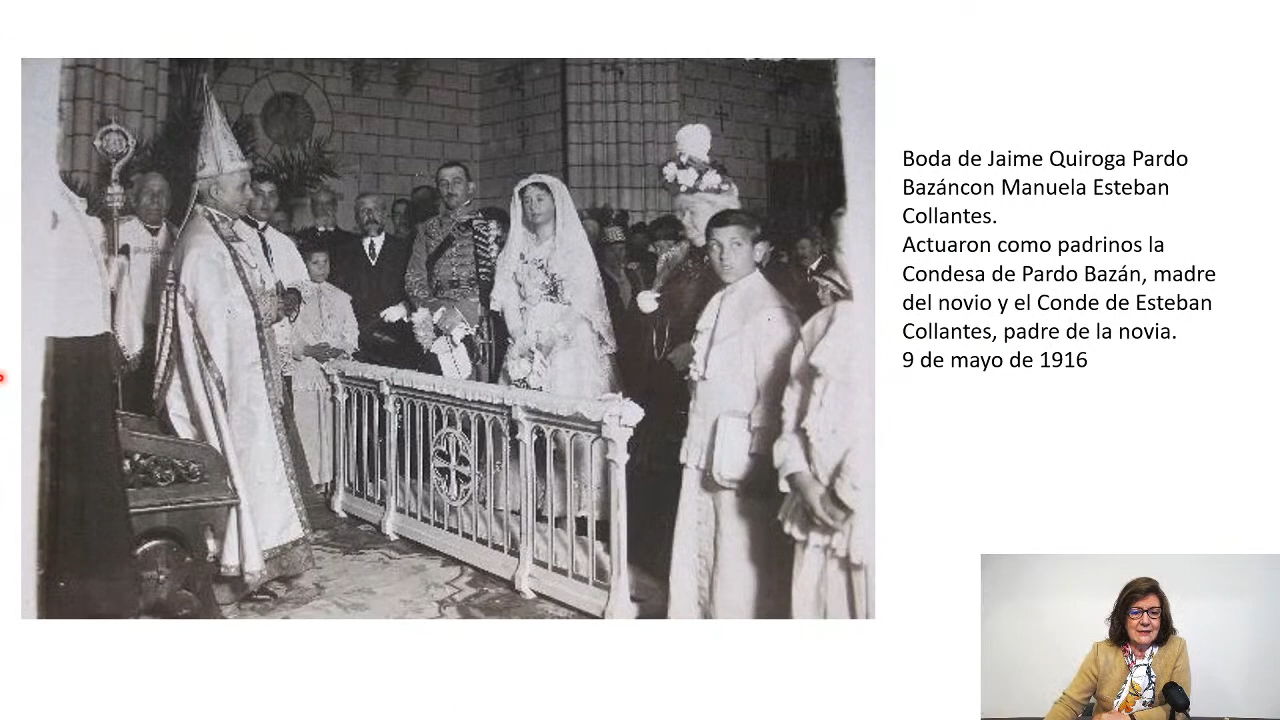 Boda de Jaime Quiroga Pardo
Bazáncon Manuela Esteban
Collantes.
Actuaron como padrinos la
Condesa de Pardo Bazán, madre
del novio y el Conde de Esteban
Collantes, padre de la novia.
9 de mayo de 1916